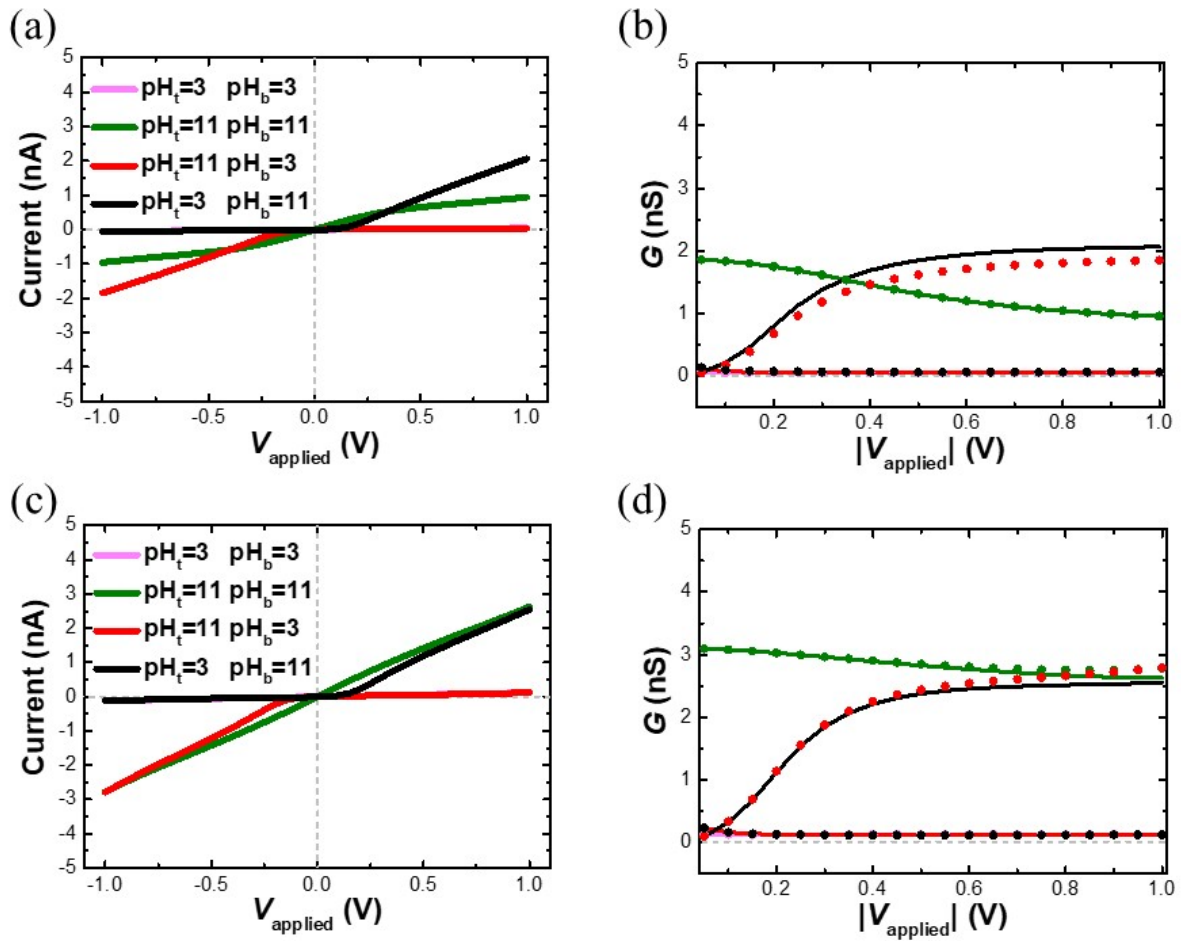 (a)
5
4
3
2
1
0
-1
-2
-3
-4
-5
Current (nA)
pHt=3 pHb=3
pHt=11 pHb=11
pHt=11 pHb=3
pHt=3 pHb=11
-1.0 -0.5 0.0 0.5 1.0
Vapplied (V)
(b)
5
4
3
2
1
0
G (nS)
0.2 0.4 0.6 0.8 1.0
|Vapplied| (V)
(c)
5
4
3
2
1
0
-1
-2
-3
-4
-5
Current (nA)
pHt=3 pHb=3
pHt=11 pHb=11
pHt=11 pHb=3
pHt=3 pHb=11
-1.0 -0.5 0.0 0.5 1.0
Vapplied (V)
(d)
5
4
3
2
1
0
G (nS)
0.2 0.4 0.6 0.8 1.0
|Vapplied| (V)